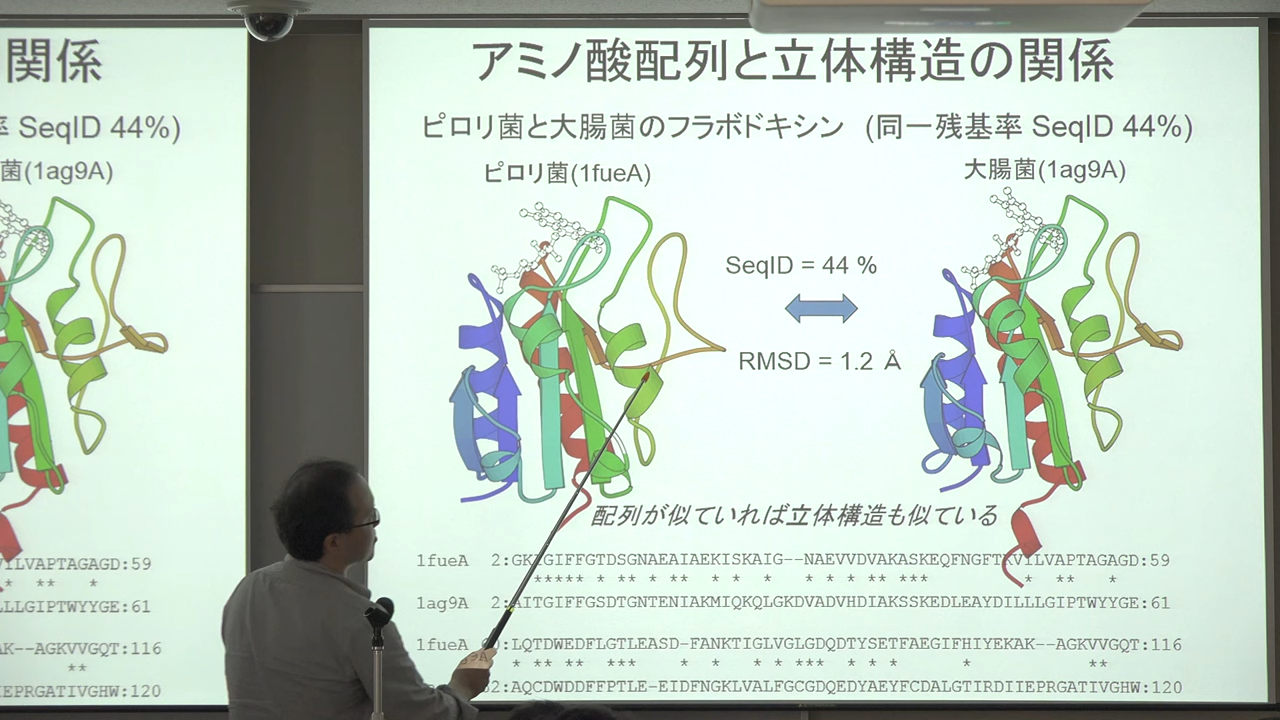 関係
アミノ酸配列と立体構造の関係
率 SeqID 44%)
ピロリ菌と大腸菌のフラボドキシン (同一残基率 SeqID 44%)
菌(1ag9A)
ピロリ菌(1fueA)
大腸菌(1ag9A)
SeqID = 44 %
RMSD = 1.2 Å
配列が似ていれば立体構造も似ている
VILVAPTAGAGD:59
1fueA 2:GKIGIFFGTDSGNAEAIAEKISKAIG--NAEVVDVAKASKEQFNGFTKVILVAPTAGAGD:59
* ** *
***** * ** * ** * * * * * ** *** * ** *
LLLGIPTWYYGE:61
1ag9A 2:AITGIFFGSDTGNTENIAKMIQKQLGKDVADVHDIAKSSKEDLEAYDILLLGIPTWYYGE:61
AK--AGKVVGQT:116
1fueA 60:LQTDWEDFLGTLEASD-FANKTIGLVGLGDQDTYSETFAEGIFHIYEKAK--AGKVVGQT:116
**
* ** ** *** * * * * *** * * * * **
EPRGATIVGHW:120
62:AQCDWDDFFPTLE-EIDFNGKLVALFGCGDQEDYAEYFCDALGTIRDIIEPRGATIVGHW:120